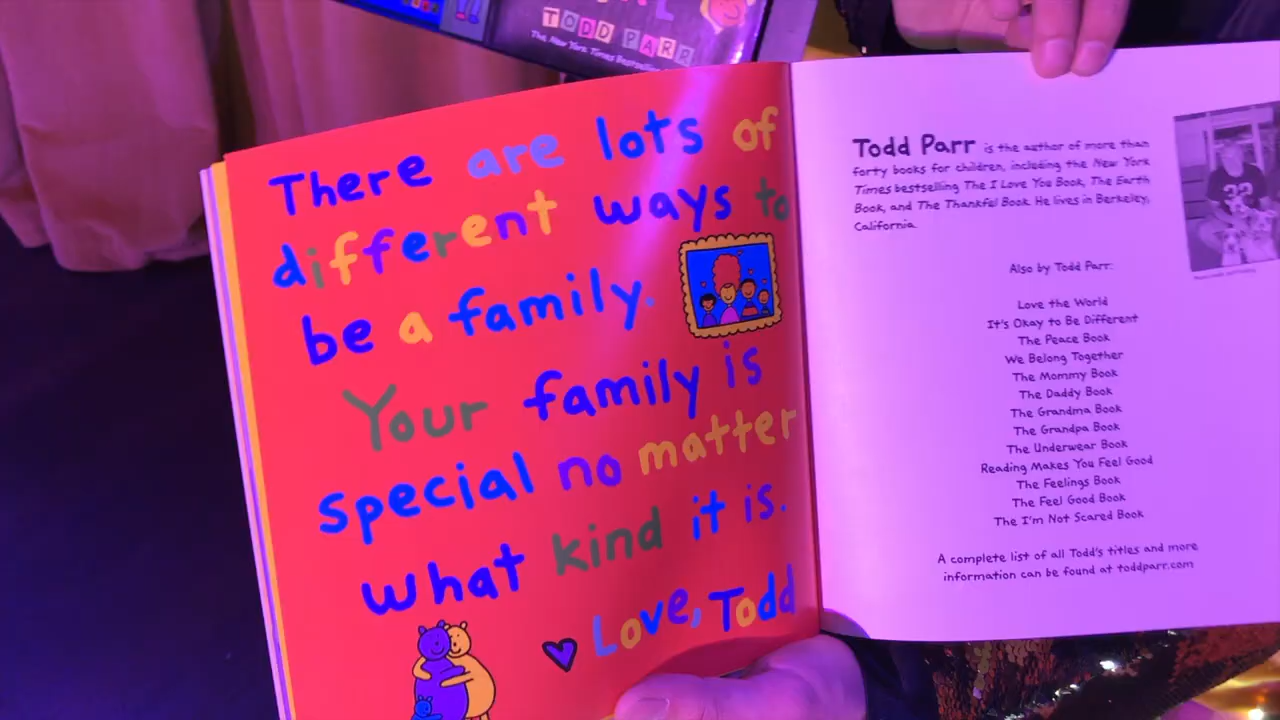 TODD PARR
The New York Times Bestselling
There are lots of
different ways to
be a family.
Your family is
special no matter
what kind it is.
Love, Todd
Todd Parr is the author of more than
forty books for children, including the New York
Times bestselling The I Love You Book, The Earth
Book, and The Thankful Book. He lives in Berkeley,
California.
Also by Todd Parr:
Love the World
It's Okay to Be Different
The Peace Book
We Belong Together
The Mommy Book
The Daddy Book
The Grandma Book
The Grandpa Book
The Underwear Book
Reading Makes You Feel Good
The Feelings Book
The Feel Good Book
The I'm Not Scared Book
A complete list of all Todd's titles and more
information can be found at toddparr.com
32